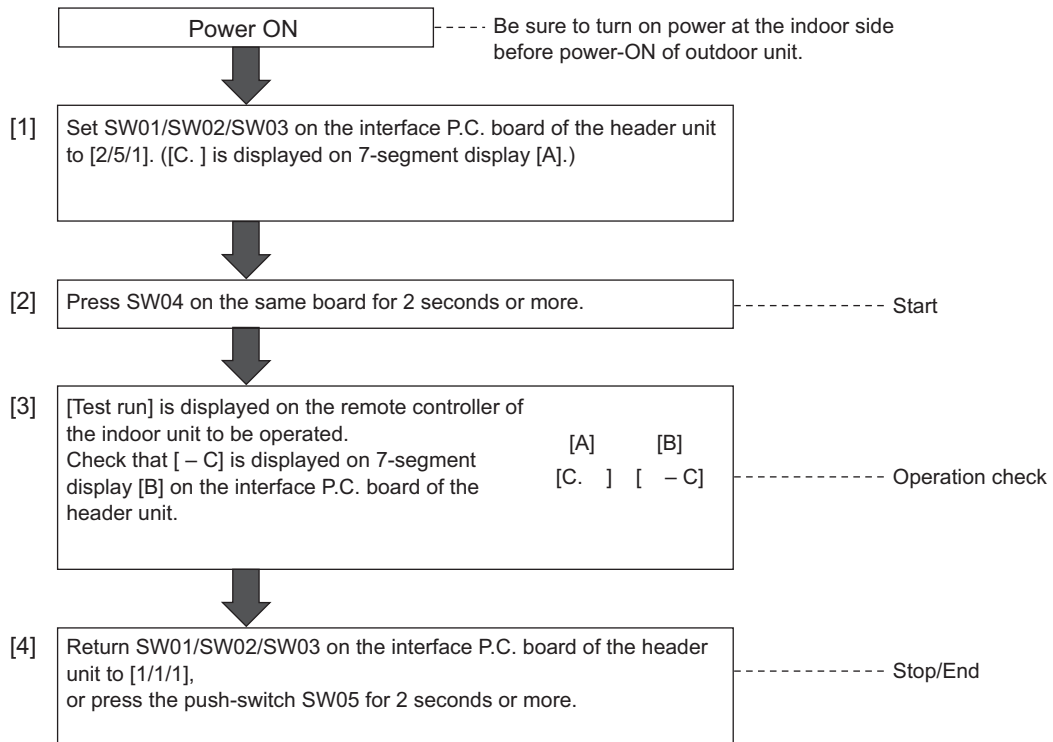 Power ON
Be sure to turn on power at the indoor side
before power-ON of outdoor unit.
[1]
Set SW01/SW02/SW03 on the interface P.C. board of the header unit
to [2/5/1]. ([C. ] is displayed on 7-segment display [A].)
[2]
Press SW04 on the same board for 2 seconds or more.
Start
[3]
[Test run] is displayed on the remote controller of
the indoor unit to be operated.
Check that [ – C] is displayed on 7-segment
display [B] on the interface P.C. board of the
header unit.
[A] [B]
[C. ] [ – C]
Operation check
[4]
Return SW01/SW02/SW03 on the interface P.C. board of the header
unit to [1/1/1],
or press the push-switch SW05 for 2 seconds or more.
Stop/End